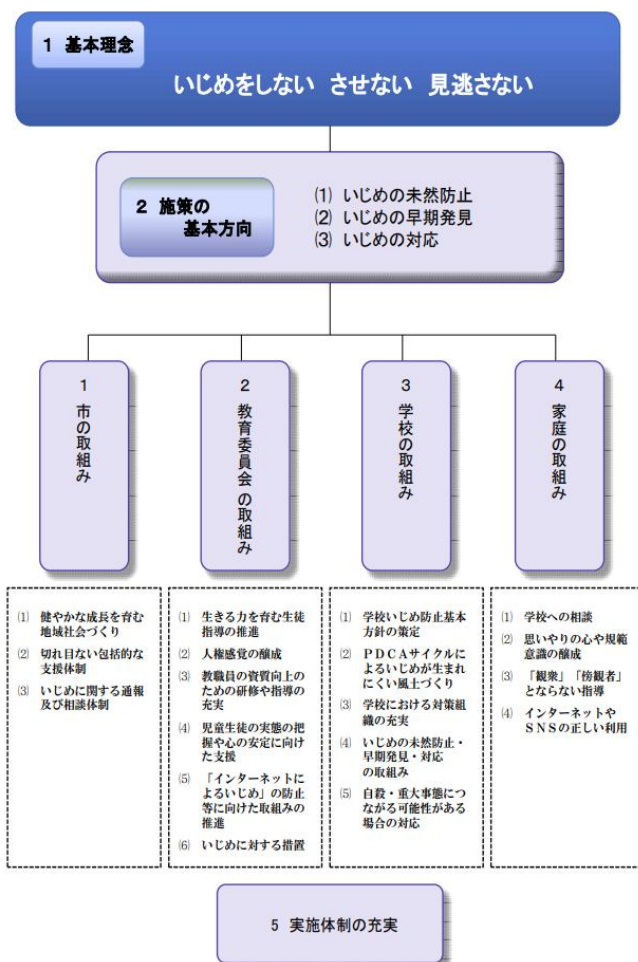 1 基本理念
いじめをしない させない 見逃さない
2 施策の
基本方向
(1) いじめの未然防止
(2) いじめの早期発見
(3) いじめの対応
1 市の取組み
2 教育委員会の取組み
3 学校の取組み
4 家庭の取組み
(1) 健やかな成長を育む
地域社会づくり
(2) 切れ目ない包括的な
支援体制
(3) いじめに関する通報
及び相談体制
(1) 生きる力を育む生徒
指導の推進
(2) 人権感覚の醸成
(3) 教職員の資質向上の
ための研修や指導の
充実
(4) 児童生徒の実態の把
握や心の安定に向け
た支援
(5) 「インターネットに
よるいじめ」の防止
等に向けた取組みの
推進
(6) いじめに対する措置
(1) 学校いじめ防止基本
方針の策定
(2) PDCAサイクルに
よるいじめが生まれ
にくい風土づくり
(3) 学校における対策組
織の充実
(4) いじめの未然防止・
早期発見・対応
の取組み
(5) 自殺・重大事態につ
ながる可能性がある
場合の対応
(1) 学校への相談
(2) 思いやりの心や規範
意識の醸成
(3) 「観衆」「傍観者」
とならない指導
(4) インターネットや
SNSの正しい利用
5 実施体制の充実